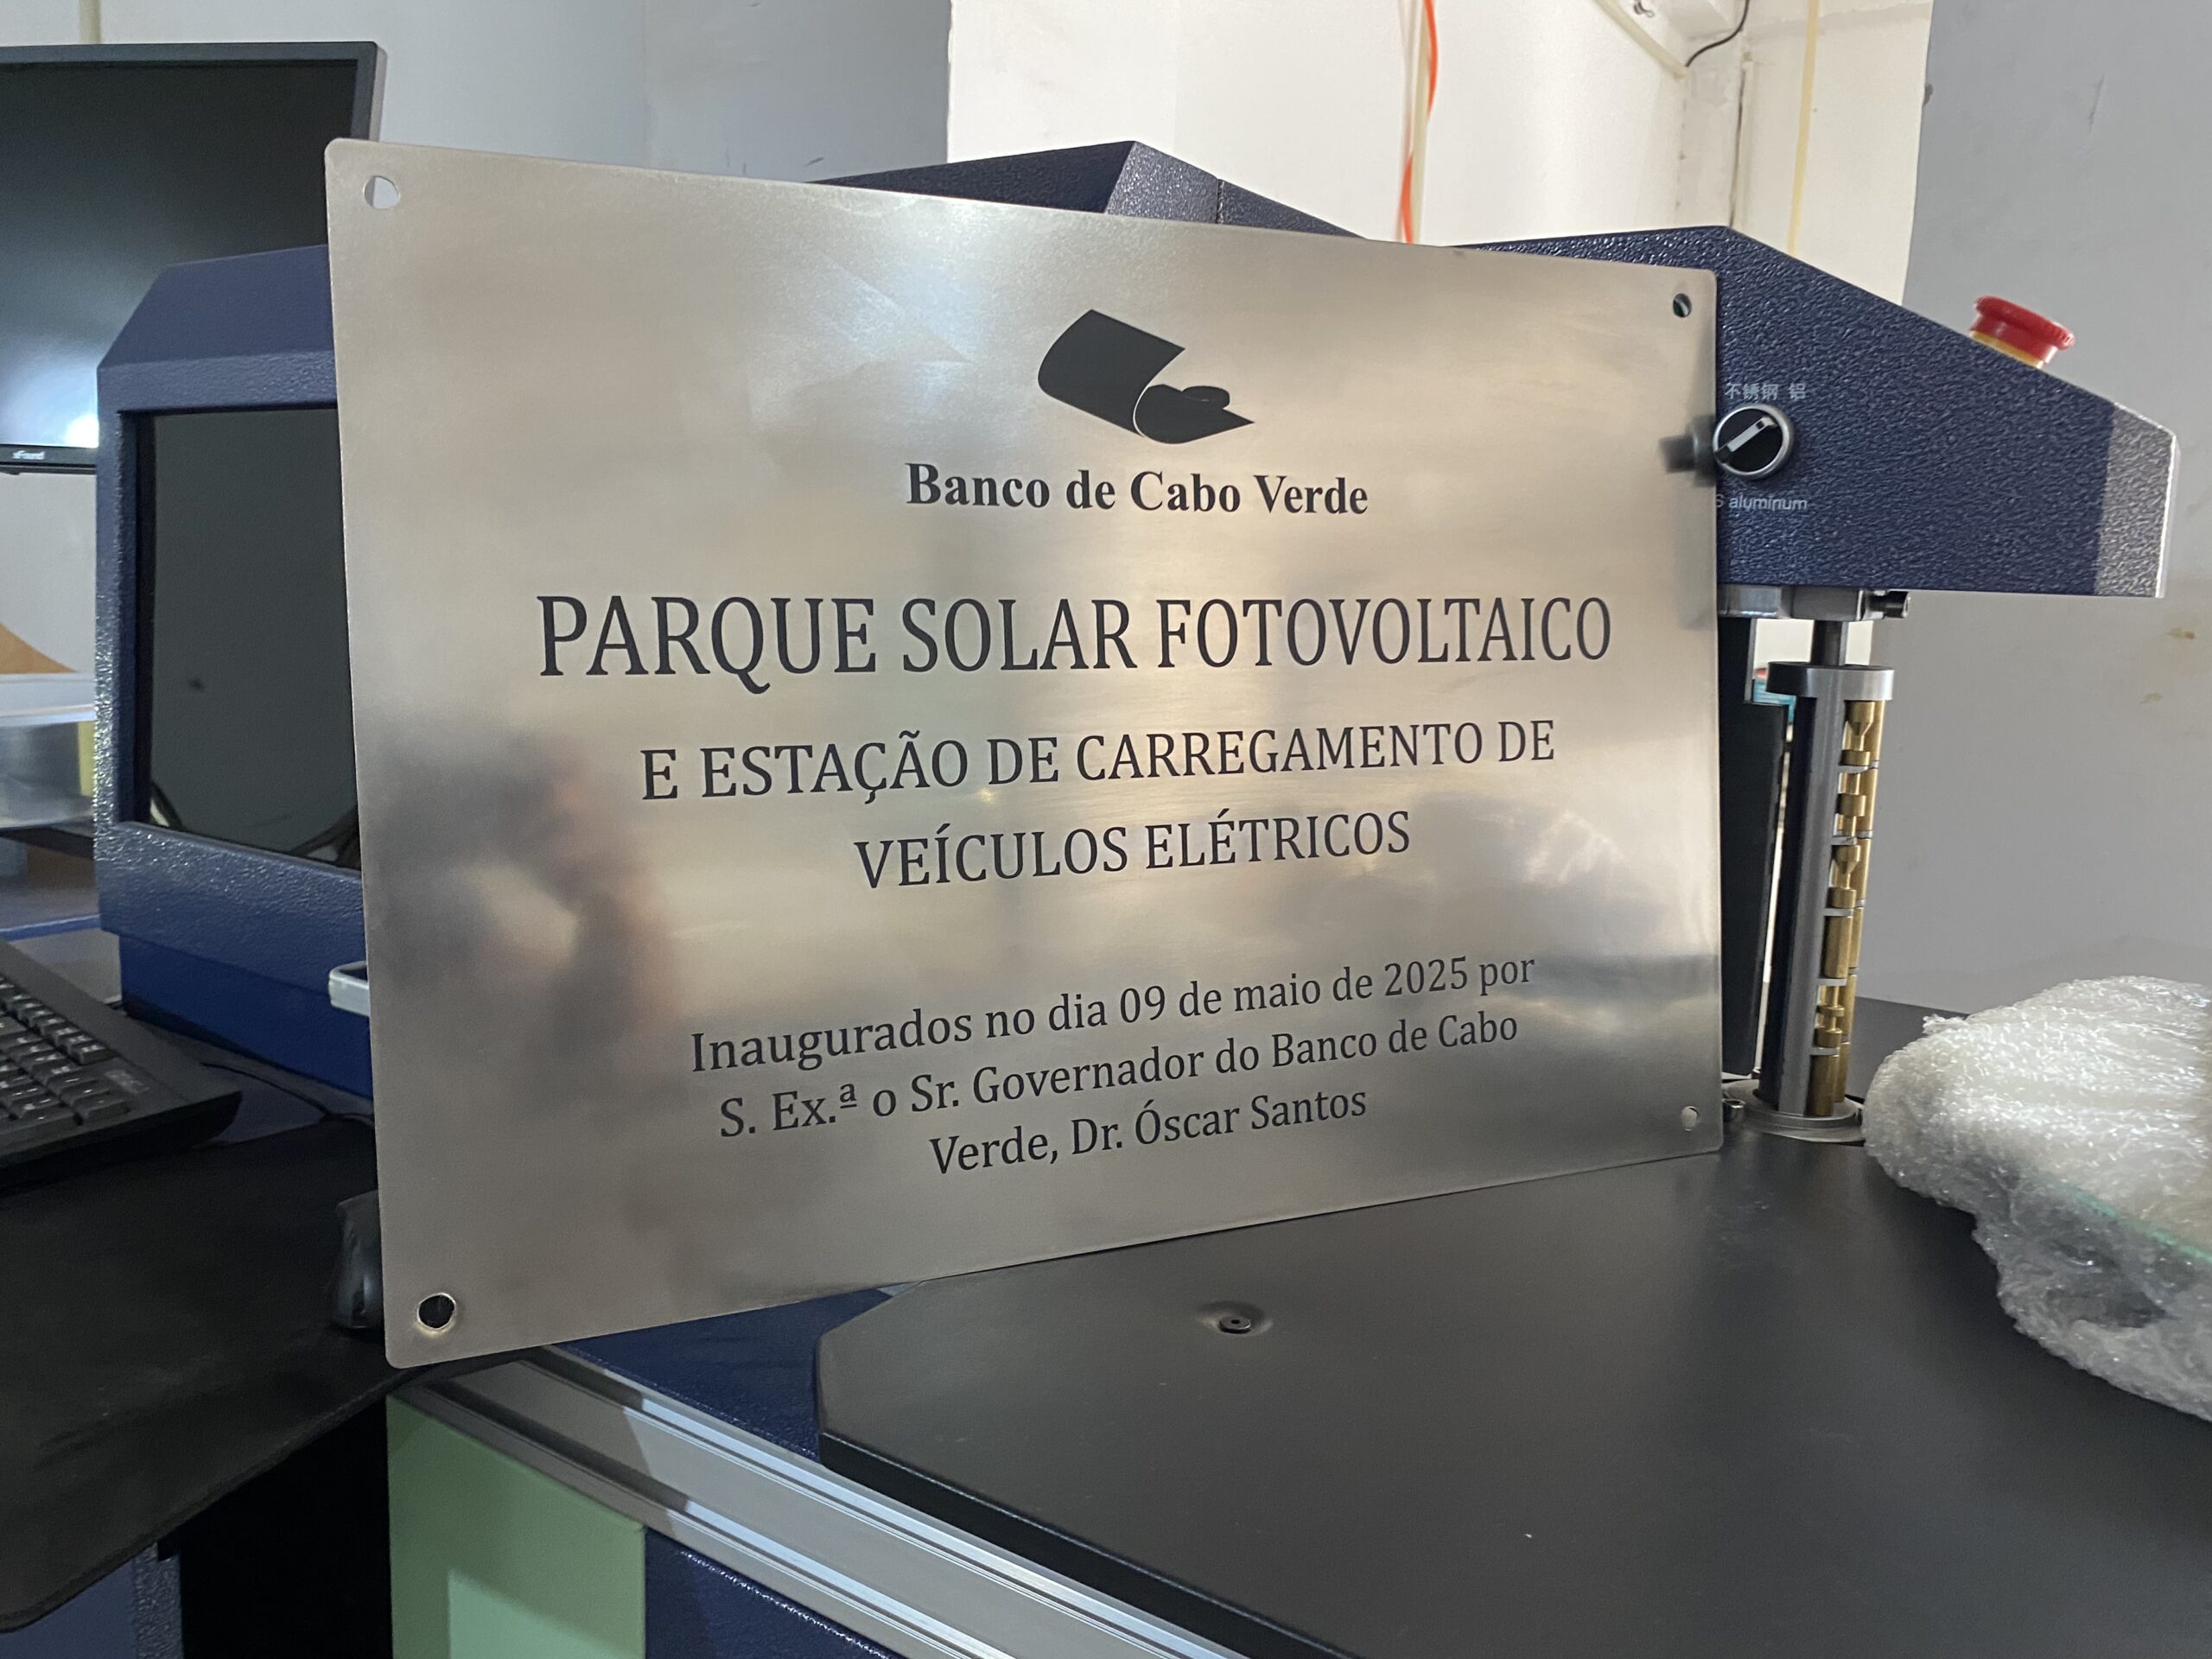 Banco de Cabo Verde
PARQUE SOLAR FOTOVOLTAICO
E ESTAÇÃO DE CARREGAMENTO DE
VEÍCULOS ELÉTRICOS
Inaugurados no dia 09 de maio de 2025 por
S. Ex.ª o Sr. Governador do Banco de Cabo
Verde, Dr. Óscar Santos
不锈钢 铝
aluminum